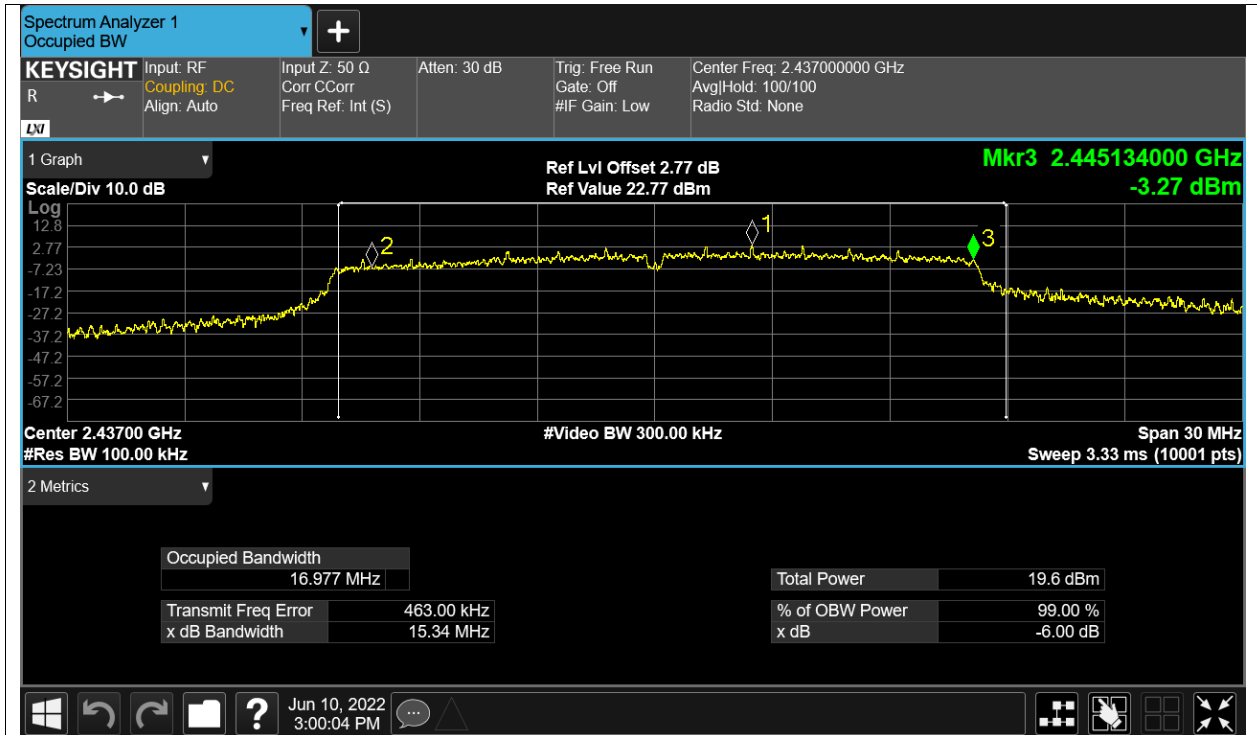 Spectrum Analyzer 1
Occupied BW
▼
+
KEYSIGHT
R
LXI
Input: RF
Coupling: DC
Align: Auto
Input Z: 50 Ω
Corr CCorr
Freq Ref: Int (S)
Atten: 30 dB
Trig: Free Run
Gate: Off
#IF Gain: Low
Center Freq: 2.437000000 GHz
Avg|Hold: 100/100
Radio Std: None
1 Graph ▼
Scale/Div 10.0 dB
Ref Lvl Offset 2.77 dB
Ref Value 22.77 dBm
Mkr3 2.445134000 GHz
-3.27 dBm
Log
12.8
2.77
-7.23
-17.2
-27.2
-37.2
-47.2
-57.2
-67.2
2
1
3
Center 2.43700 GHz
#Res BW 100.00 kHz
#Video BW 300.00 kHz
Span 30 MHz
Sweep 3.33 ms (10001 pts)
2 Metrics ▼
Occupied Bandwidth
16.977 MHz
Transmit Freq Error 463.00 kHz
x dB Bandwidth 15.34 MHz
Total Power 19.6 dBm
% of OBW Power 99.00 %
x dB -6.00 dB
?
Jun 10, 2022
3:00:04 PM